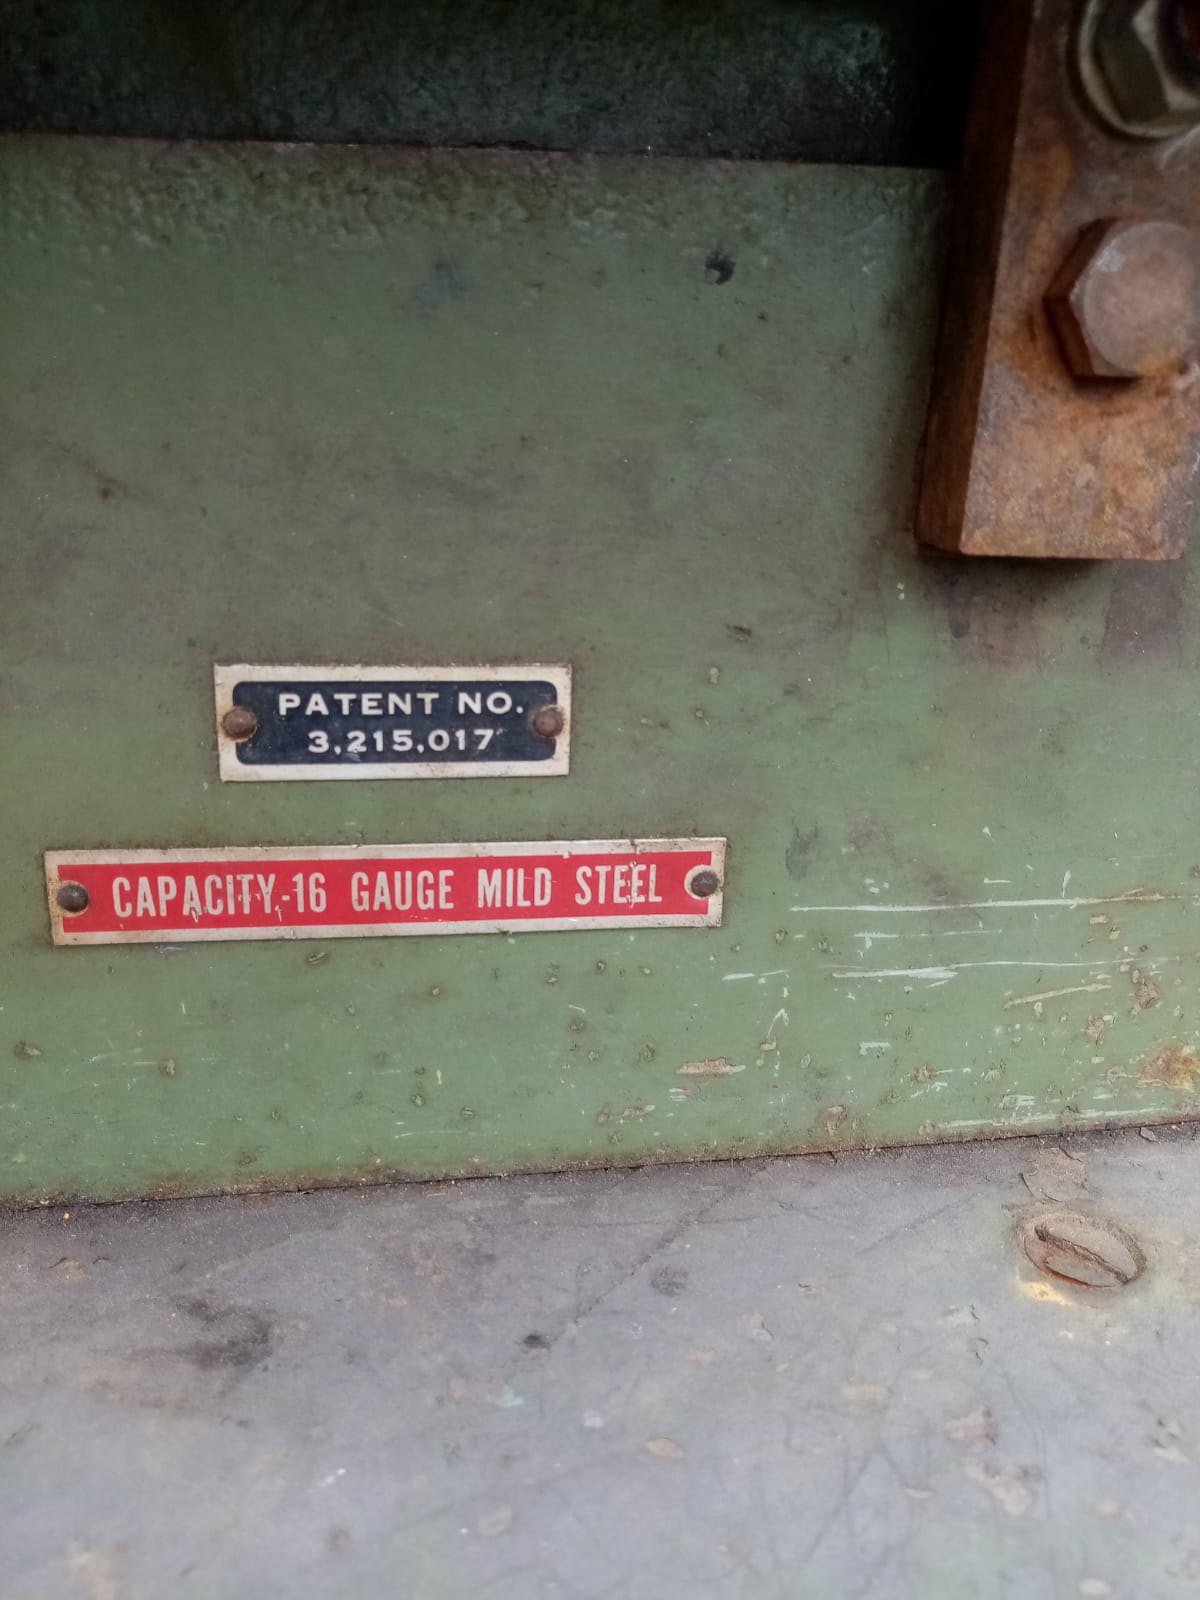 PATENT NO.
3,215,017
CAPACITY-16 GAUGE MILD STEEL